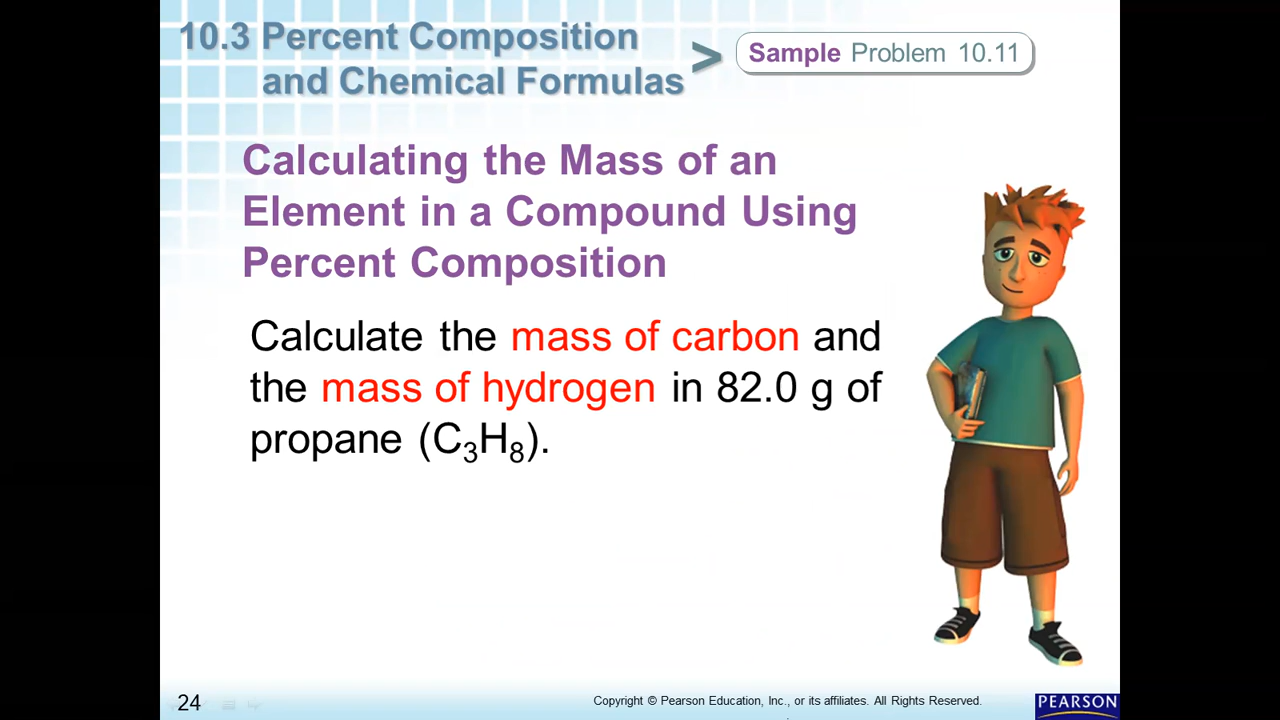 10.3 Percent Composition
and Chemical Formulas
>
Sample Problem 10.11
Calculating the Mass of an
Element in a Compound Using
Percent Composition
Calculate the mass of carbon and
the mass of hydrogen in 82.0 g of
propane (C₃H₈).
24
Copyright © Pearson Education, Inc., or its affiliates. All Rights Reserved.
PEARSON